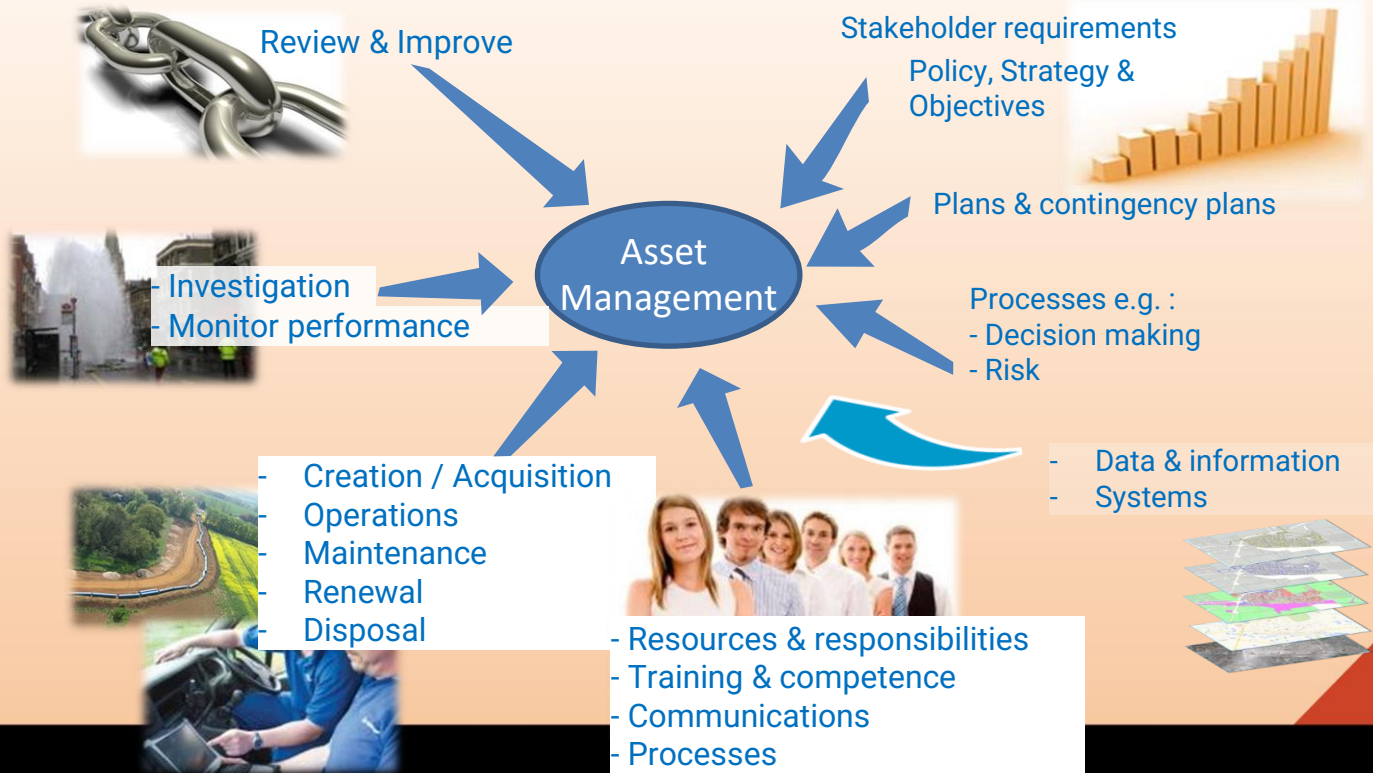 Review & Improve
Stakeholder requirements
Policy, Strategy &
Objectives
Plans & contingency plans
Asset
Management
- Investigation
- Monitor performance
Processes e.g. :
- Decision making
- Risk
- Data & information
- Systems
- Creation / Acquisition
- Operations
- Maintenance
- Renewal
- Disposal
- Resources & responsibilities
- Training & competence
- Communications
- Processes